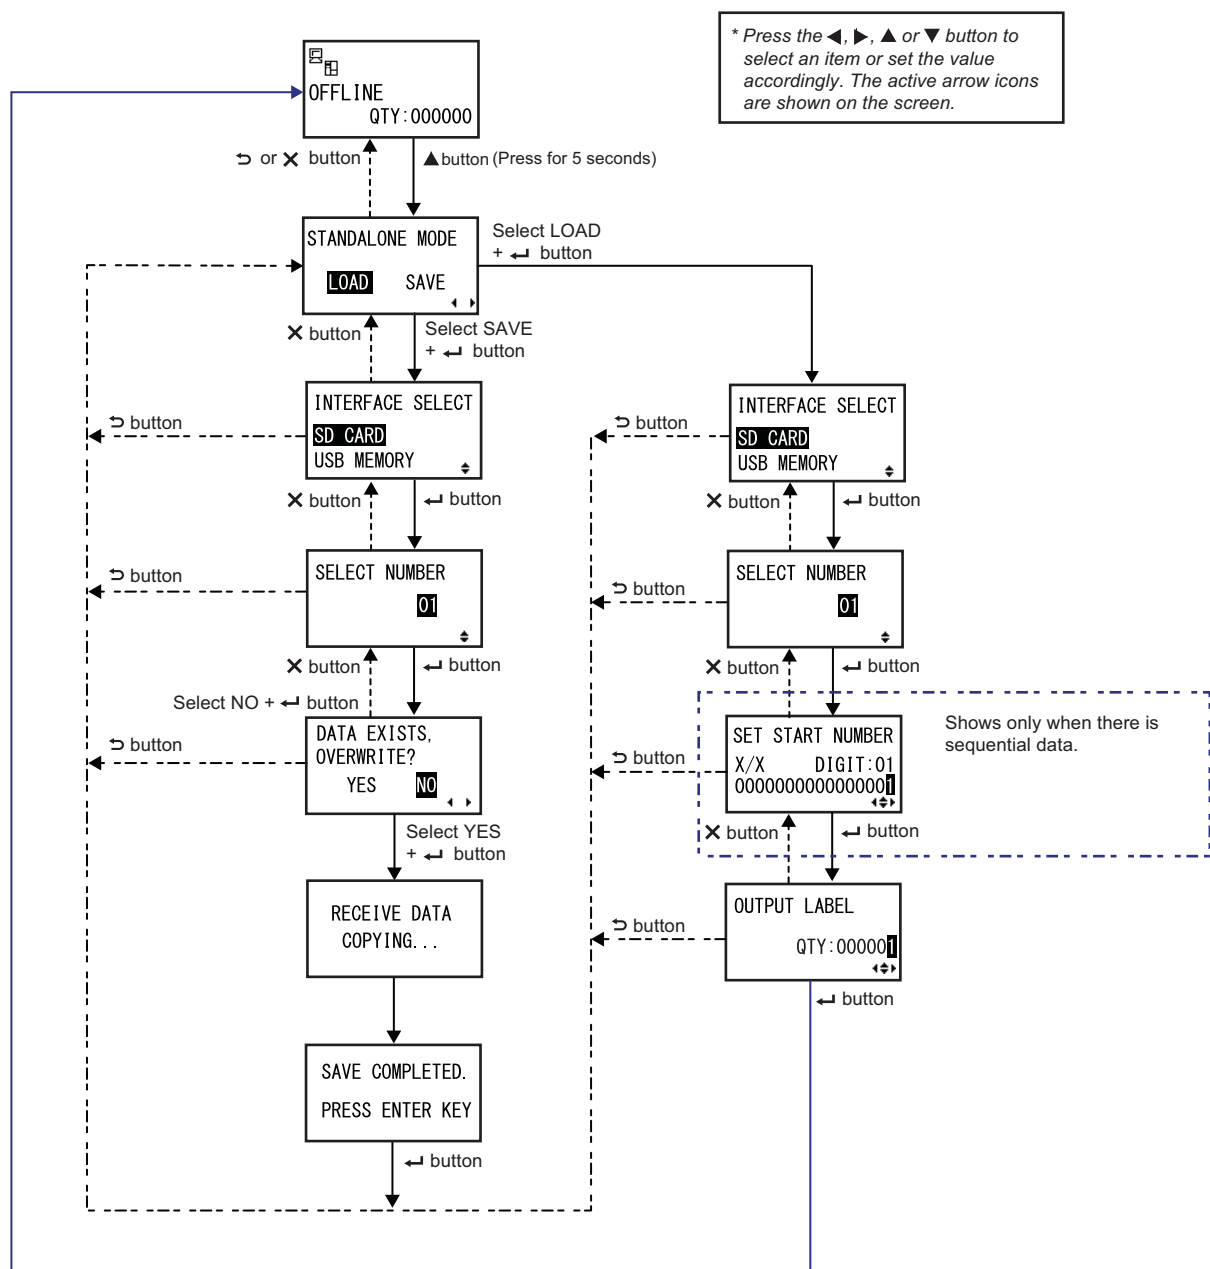 * Press the ◀, ▶, ▲ or ▼ button to
select an item or set the value
accordingly. The active arrow icons
are shown on the screen.
OFFLINE
QTY:000000
⮌ or ✕ button
▲ button (Press for 5 seconds)
STANDALONE MODE
LOAD SAVE
Select LOAD
+ ↵ button
✕ button
Select SAVE
+ ↵ button
INTERFACE SELECT
SD CARD
USB MEMORY
⮌ button
✕ button
↵ button
SELECT NUMBER
01
⮌ button
✕ button
↵ button
Select NO + ↵ button
DATA EXISTS,
OVERWRITE?
YES NO
⮌ button
Select YES
+ ↵ button
RECEIVE DATA
COPYING...
SAVE COMPLETED.
PRESS ENTER KEY
↵ button
INTERFACE SELECT
SD CARD
USB MEMORY
⮌ button
✕ button
↵ button
SELECT NUMBER
01
⮌ button
✕ button
↵ button
SET START NUMBER
X/X DIGIT:01
0000000000000001
Shows only when there is
sequential data.
⮌ button
✕ button
↵ button
OUTPUT LABEL
QTY:000001
⮌ button
↵ button